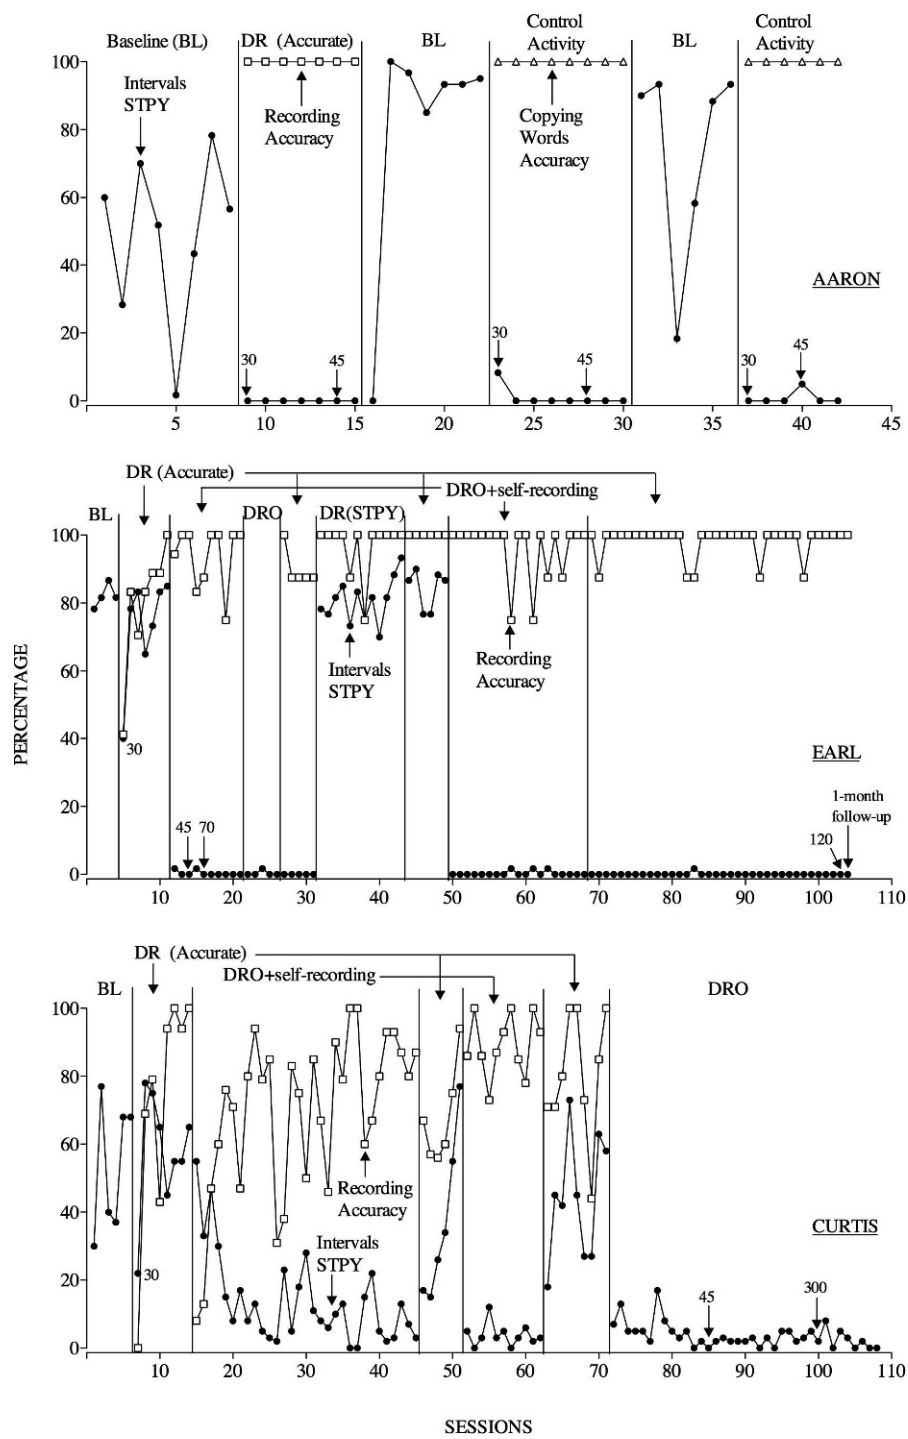 Control
Control
Baseline (BL)
DR (Accurate)
BL
Activity
BL
Activity
100
Intervals
STPY
Recording
Accuracy
Copying
Words
Accuracy
80
60
40
AARON
20
30
45
30
45
30
45
0
5
10
15
20
25
30
35
40
45
DR (Accurate)
DRO+self-recording
BL
DRO
DR(STPY)
100
80
Intervals
STPY
Recording
Accuracy
60
40
30
EARL
20
45
70
1-month
follow-up
120
0
10
20
30
40
50
60
70
80
90
100
110
PERCENTAGE
DR (Accurate)
DRO+self-recording
BL
DRO
100
80
60
Recording
Accuracy
40
CURTIS
Intervals
STPY
30
20
45
300
0
10
20
30
40
50
60
70
80
90
100
110
SESSIONS